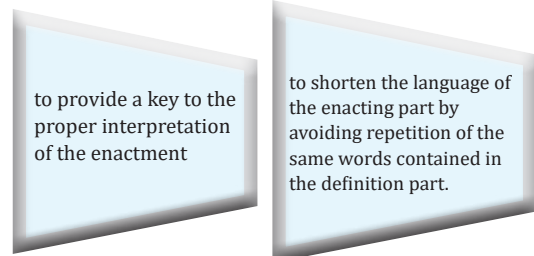 to provide a key to the
proper interpretation
of the enactment
to shorten the language of
the enacting part by
avoiding repetition of the
same words contained in
the definition part.